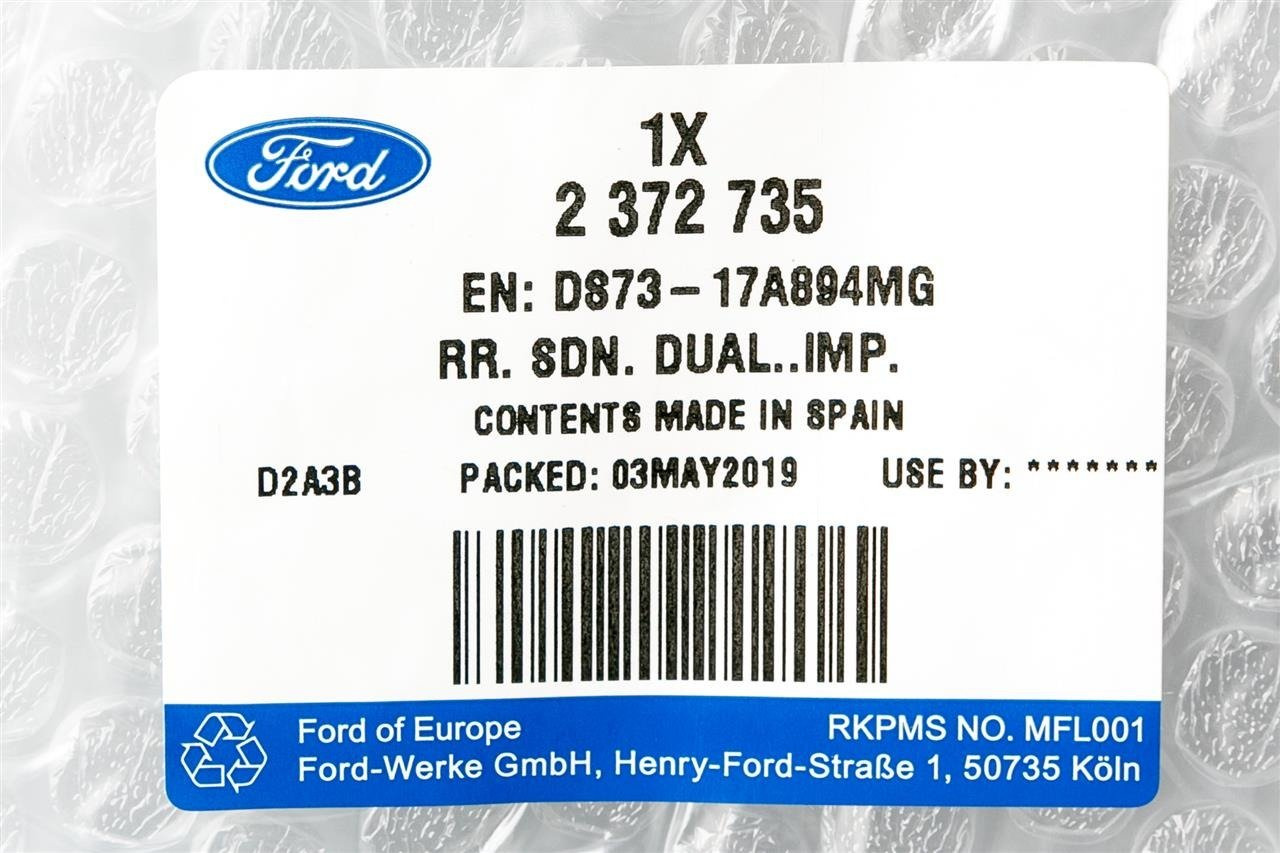 Ford
1X
2 372 735
EN: DS73-17A894MG
RR. SDN. DUAL..IMP.
CONTENTS MADE IN SPAIN
D2A3B PACKED: 03MAY2019 USE BY: *******
Ford of Europe RKPMS NO. MFL001
Ford-Werke GmbH, Henry-Ford-Straße 1, 50735 Köln